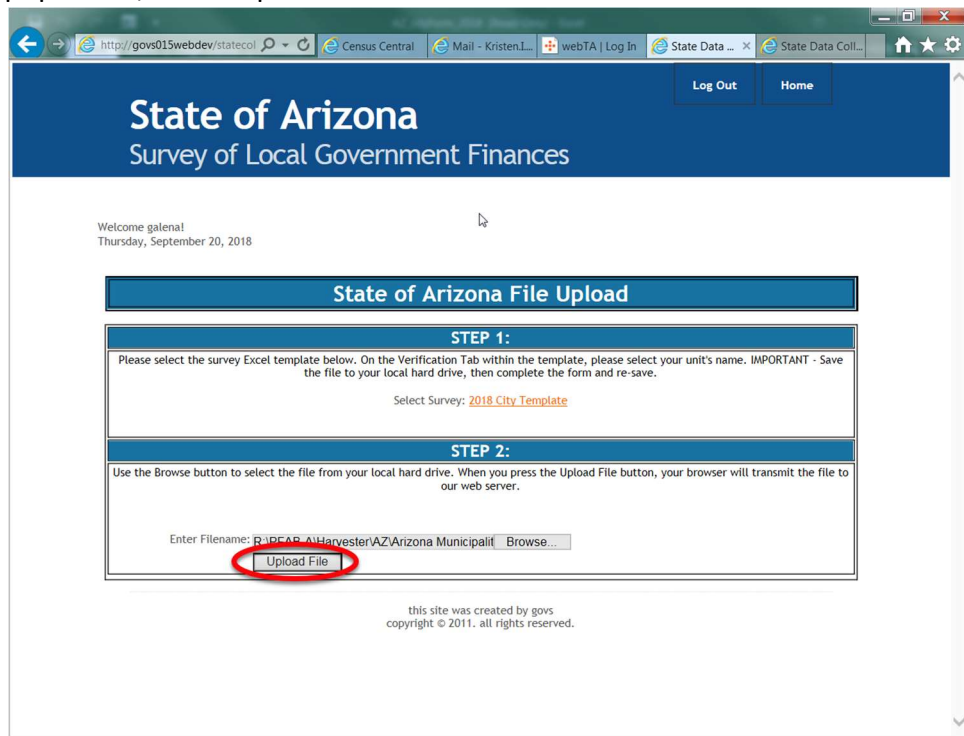 http://govs015webdev/statecol
Census Central
Mail - Kristen.I...
webTA | Log In
State Data ...
State Data Coll...
Log Out
Home
State of Arizona
Survey of Local Government Finances
Welcome galena!
Thursday, September 20, 2018
State of Arizona File Upload
STEP 1:
Please select the survey Excel template below. On the Verification Tab within the template, please select your unit's name. IMPORTANT - Save
the file to your local hard drive, then complete the form and re-save.
Select Survey: 2018 City Template
STEP 2:
Use the Browse button to select the file from your local hard drive. When you press the Upload File button, your browser will transmit the file to
our web server.
Enter Filename: R:\PFAB-A\Harvester\AZ\Arizona Municipalit Browse...
Upload File
this site was created by govs
copyright © 2011. all rights reserved.